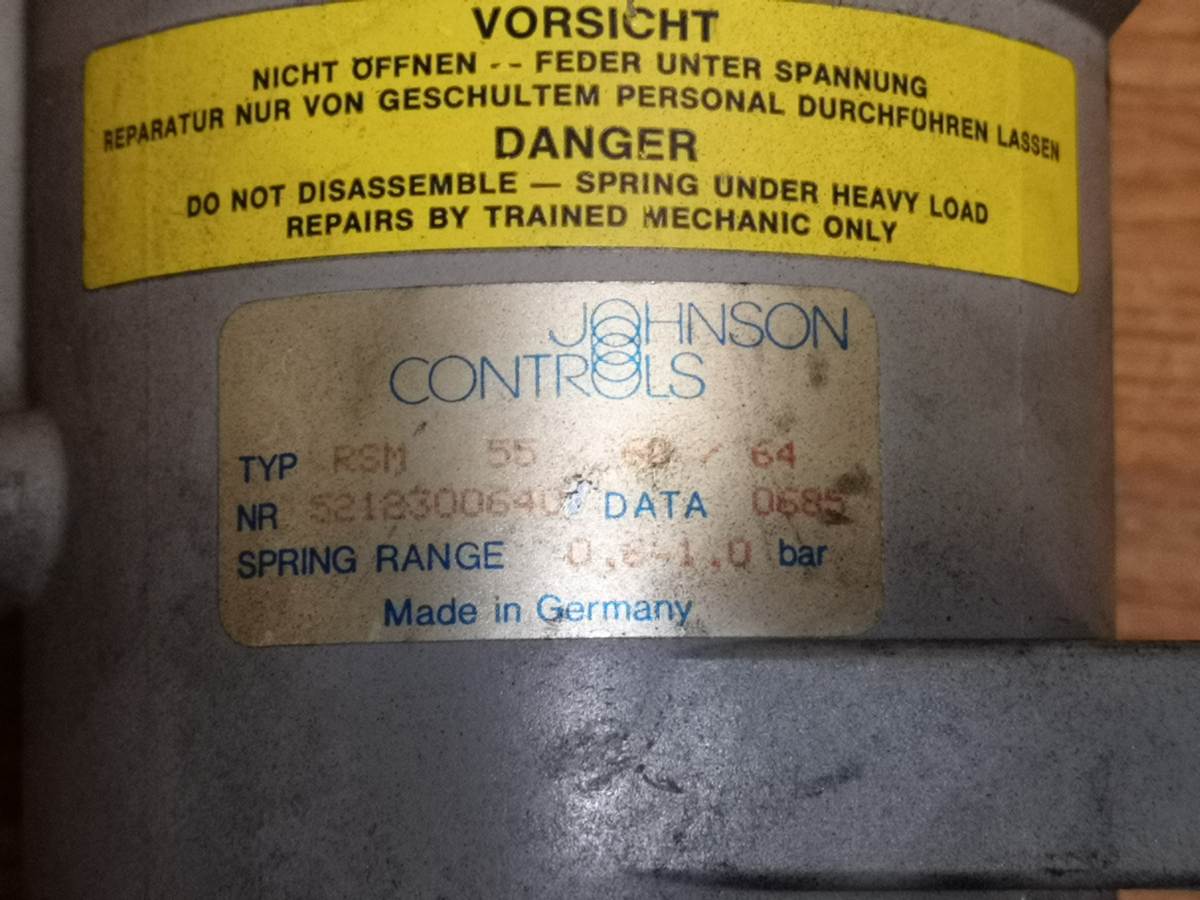 VORSICHT
NICHT ÖFFNEN -- FEDER UNTER SPANNUNG
REPARATUR NUR VON GESCHULTEM PERSONAL DURCHFÜHREN LASSEN
DANGER
DO NOT DISASSEMBLE — SPRING UNDER HEAVY LOAD
REPAIRS BY TRAINED MECHANIC ONLY
JOHNSON
CONTROLS
TYP RSM 55 / 60 / 64
NR DATA 0685
SPRING RANGE bar
Made in Germany